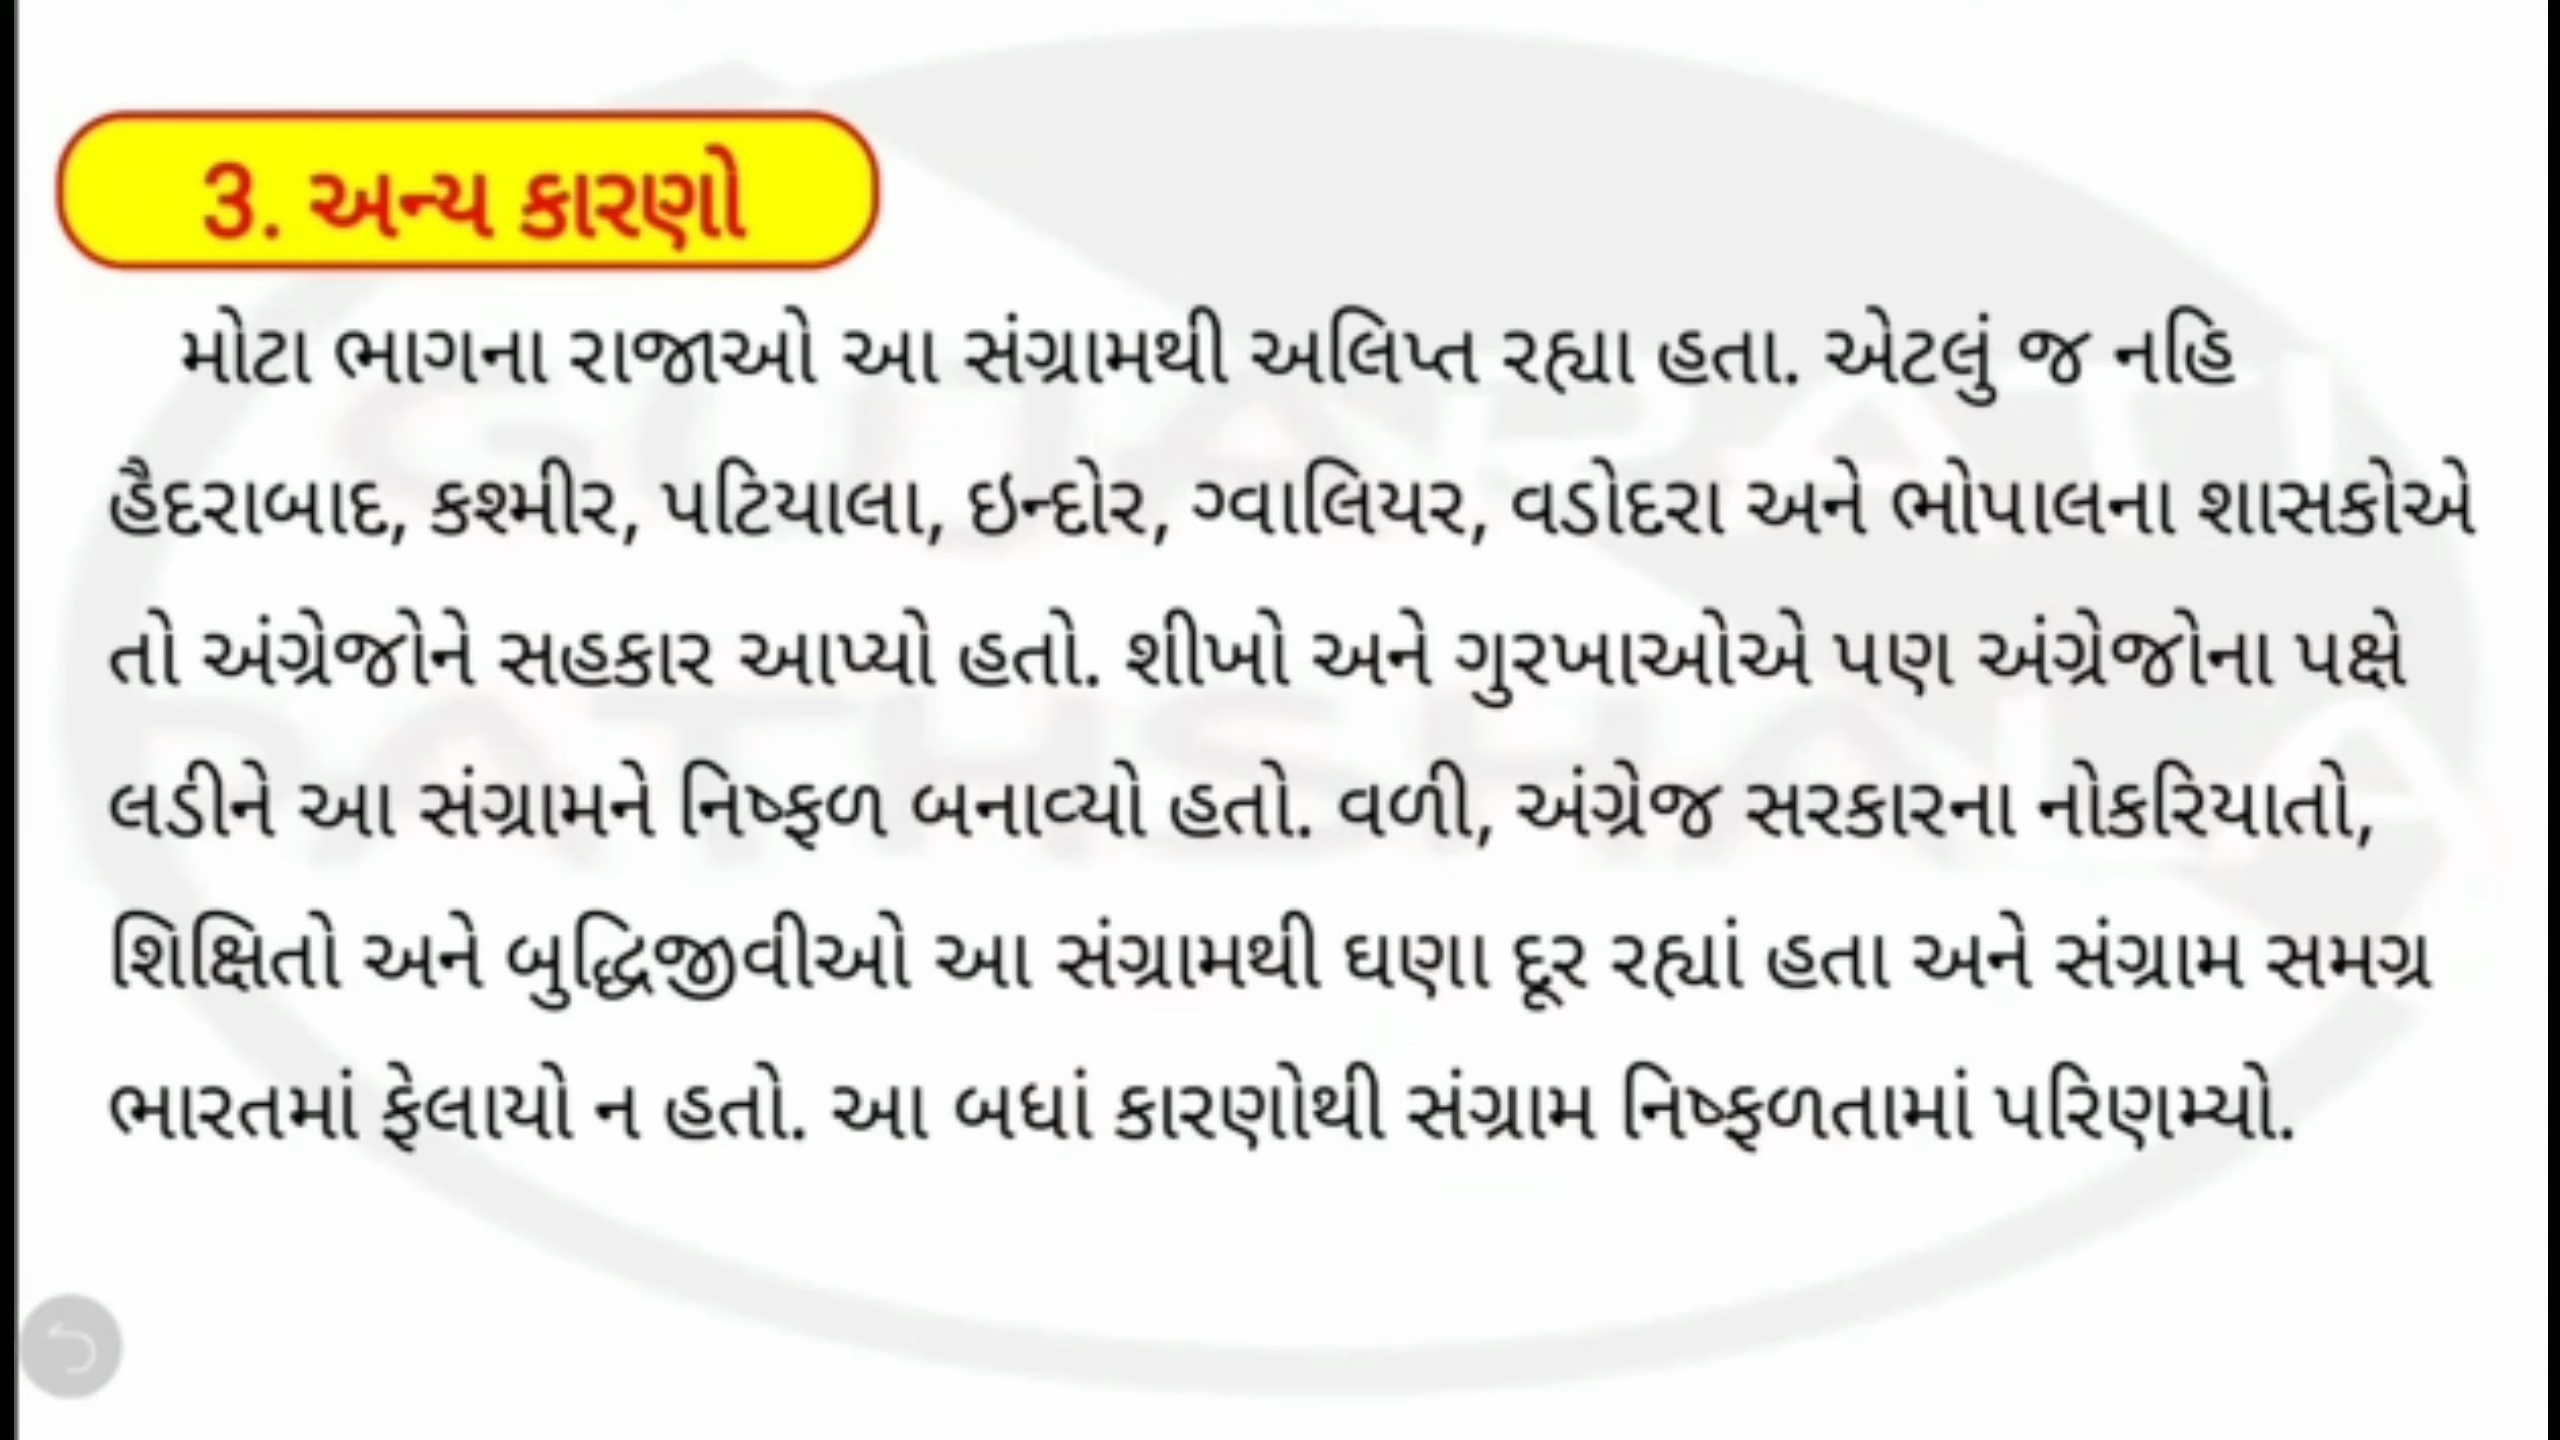 3. અન્ય કારણો
મોટા ભાગના રાજાઓ આ સંગ્રામથી અલિપ્ત રહ્યા હતા. એટલું જ નહિ
હૈદરાબાદ, કશ્મીર, પટિયાલા, ઇન્દોર, ગ્વાલિયર, વડોદરા અને ભોપાલના શાસકોએ
તો અંગ્રેજોને સહકાર આપ્યો હતો. શીખો અને ગુરખાઓએ પણ અંગ્રેજોના પક્ષે
લડીને આ સંગ્રામને નિષ્ફળ બનાવ્યો હતો. વળી, અંગ્રેજ સરકારના નોકરિયાતો,
શિક્ષિતો અને બુદ્ધિજીવીઓ આ સંગ્રામથી ઘણા દૂર રહ્યાં હતા અને સંગ્રામ સમગ્ર
ભારતમાં ફેલાયો ન હતો. આ બધાં કારણોથી સંગ્રામ નિષ્ફળતામાં પરિણમ્યો.
GUJARATI
PATHSHALA